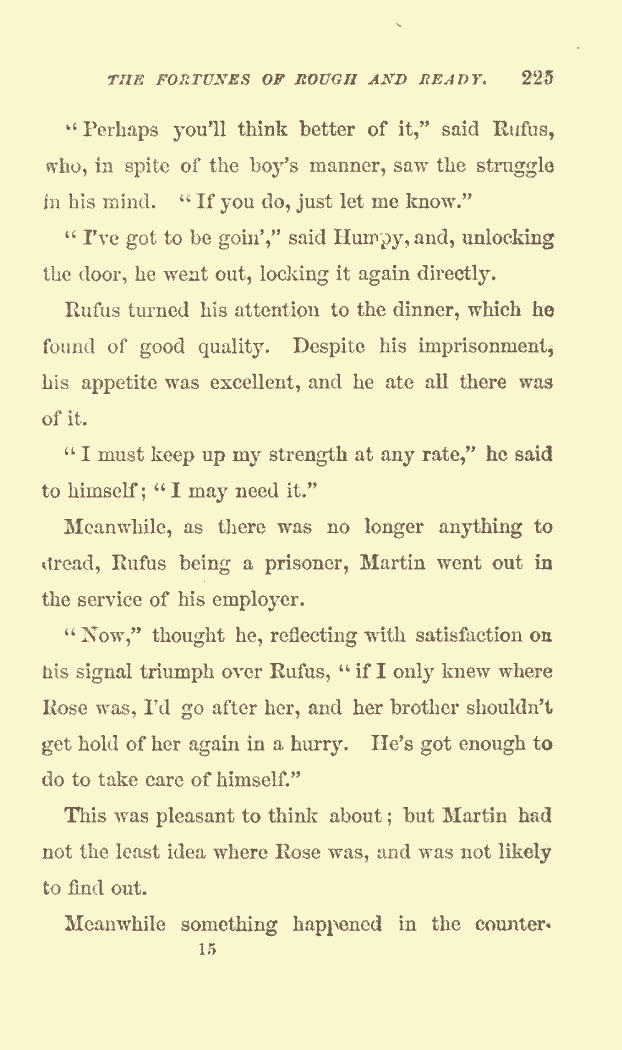 THE FORTUNES OF ROUGH AND READY. 225
“Perhaps you’ll think better of it,” said Rufus,
who, in spite of the boy’s manner, saw the struggle
in his mind. “If you do, just let me know.”
“I’ve got to be goin’,” said Humpy, and, unlocking
the door, he went out, locking it again directly.
Rufus turned his attention to the dinner, which he
found of good quality. Despite his imprisonment,
his appetite was excellent, and he ate all there was
of it.
“I must keep up my strength at any rate,” he said
to himself; “I may need it.”
Meanwhile, as there was no longer anything to
dread, Rufus being a prisoner, Martin went out in
the service of his employer.
“Now,” thought he, reflecting with satisfaction on
his signal triumph over Rufus, “if I only knew where
Rose was, I’d go after her, and her brother shouldn’t
get hold of her again in a hurry. He’s got enough to
do to take care of himself.”
This was pleasant to think about; but Martin had
not the least idea where Rose was, and was not likely
to find out.
Meanwhile something happened in the counter-
15